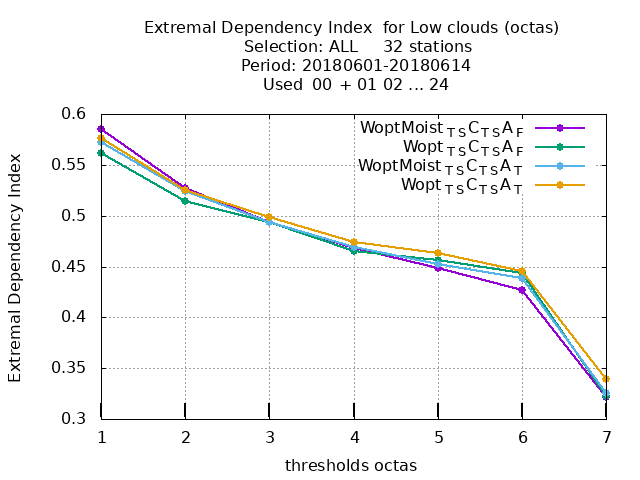 Extremal Dependency Index  for Low clouds (octas)
Selection: ALL     32 stations
Period: 20180601-20180614
Used  00 + 01 02 ... 24
Extremal Dependency Index
0.6
0.55
0.5
0.45
0.4
0.35
0.3
WoptMoist TS C TS A F
Wopt TS C TS A F
WoptMoist TS C TS A T
Wopt TS C TS A T
1 2 3 4 5 6 7
thresholds octas